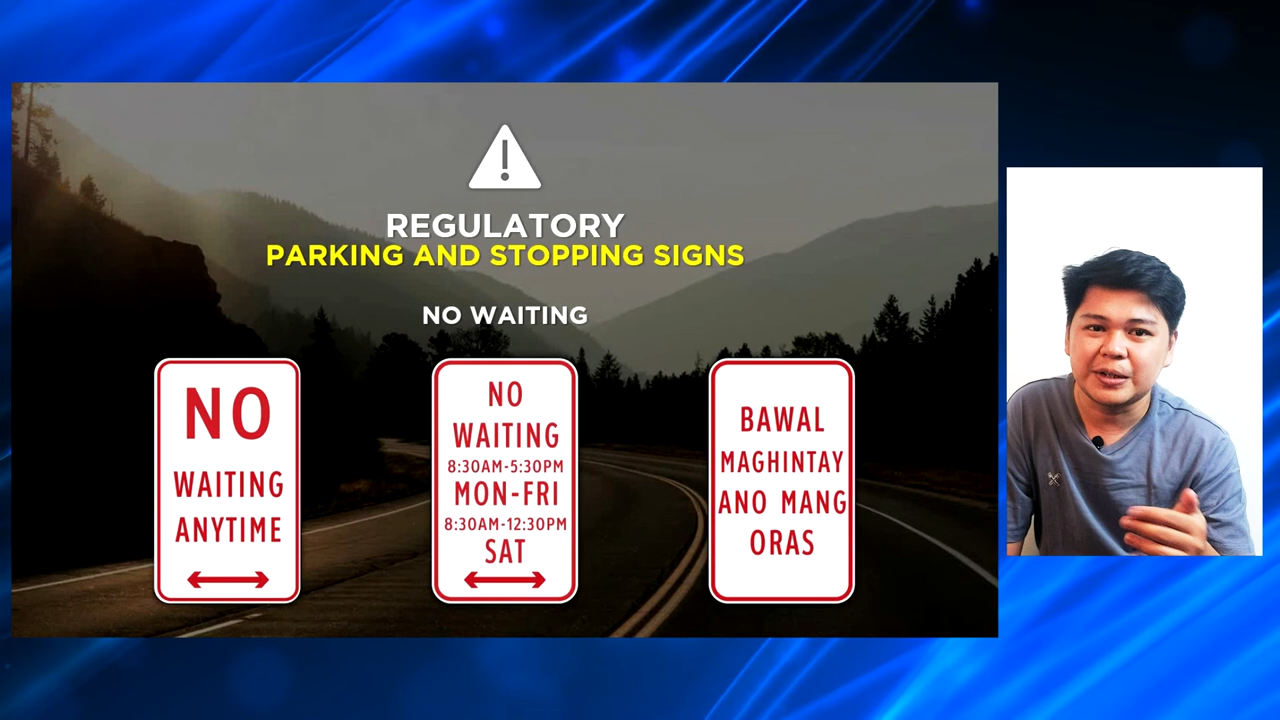 REGULATORY
PARKING AND STOPPING SIGNS
NO WAITING
NO
WAITING
ANYTIME
NO
WAITING
8:30AM-5:30PM
MON-FRI
8:30AM-12:30PM
SAT
BAWAL
MAGHINTAY
ANO MANG
ORAS